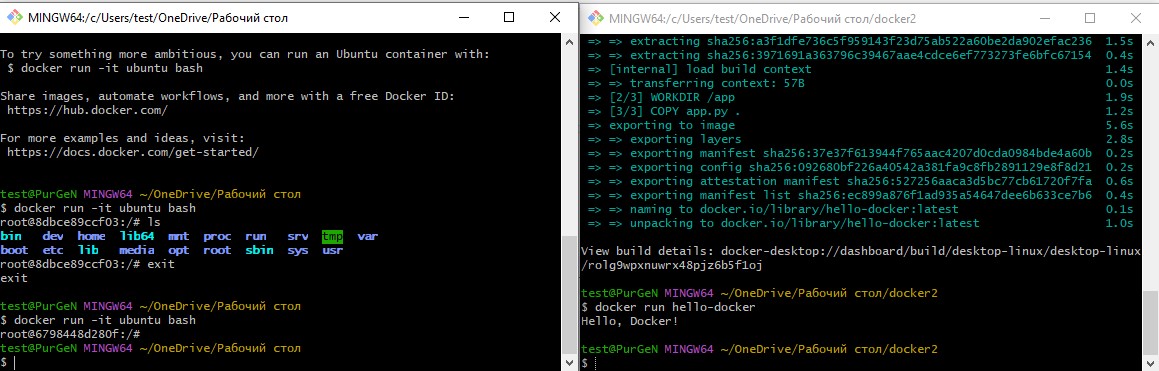 MINGW64:/c/Users/test/OneDrive/Рабочий стол
To try something more ambitious, you can run an Ubuntu container with:
$ docker run -it ubuntu bash
Share images, automate workflows, and more with a free Docker ID:
https://hub.docker.com/
For more examples and ideas, visit:
https://docs.docker.com/get-started/
test@PurGeN MINGW64 ~/OneDrive/Рабочий стол
$ docker run -it ubuntu bash
root@8dbce89ccf03:/# ls
bin dev home lib64 mnt proc run srv tmp var
boot etc lib media opt root sbin sys usr
root@8dbce89ccf03:/# exit
exit
test@PurGeN MINGW64 ~/OneDrive/Рабочий стол
$ docker run -it ubuntu bash
root@6798448d280f:/#
test@PurGeN MINGW64 ~/OneDrive/Рабочий стол
$
MINGW64:/c/Users/test/OneDrive/Рабочий стол/docker2
=> => extracting sha256:a3f1dfe736c5f959143f23d75ab522a60be2da902efac236 1.5s
=> => extracting sha256:3971691a363796c39467aae4cdce6ef773273fe6bfc67154 0.4s
=> [internal] load build context 1.4s
=> => transferring context: 57B 0.0s
=> [2/3] WORKDIR /app 1.9s
=> [3/3] COPY app.py . 1.2s
=> exporting to image 5.6s
=> => exporting layers 2.8s
=> => exporting manifest sha256:37e37f613944f765aac4207d0cda0984bde4a60b 0.2s
=> => exporting config sha256:092680bf226a40542a381fa9c8fb2891129e8f8d21 0.2s
=> => exporting attestation manifest sha256:527256aaca3d5bc77cb61720f7fa 0.6s
=> => exporting manifest list sha256:ec899a876f1ad935a54647dee6b633ce7b6 0.4s
=> => naming to docker.io/library/hello-docker:latest 0.1s
=> => unpacking to docker.io/library/hello-docker:latest 1.0s
View build details: docker-desktop://dashboard/build/desktop-linux/desktop-linux
/rolg9wpxnuwrx48pjz6b5f1oj
test@PurGeN MINGW64 ~/OneDrive/Рабочий стол/docker2
$ docker run hello-docker
Hello, Docker!
test@PurGeN MINGW64 ~/OneDrive/Рабочий стол/docker2
$